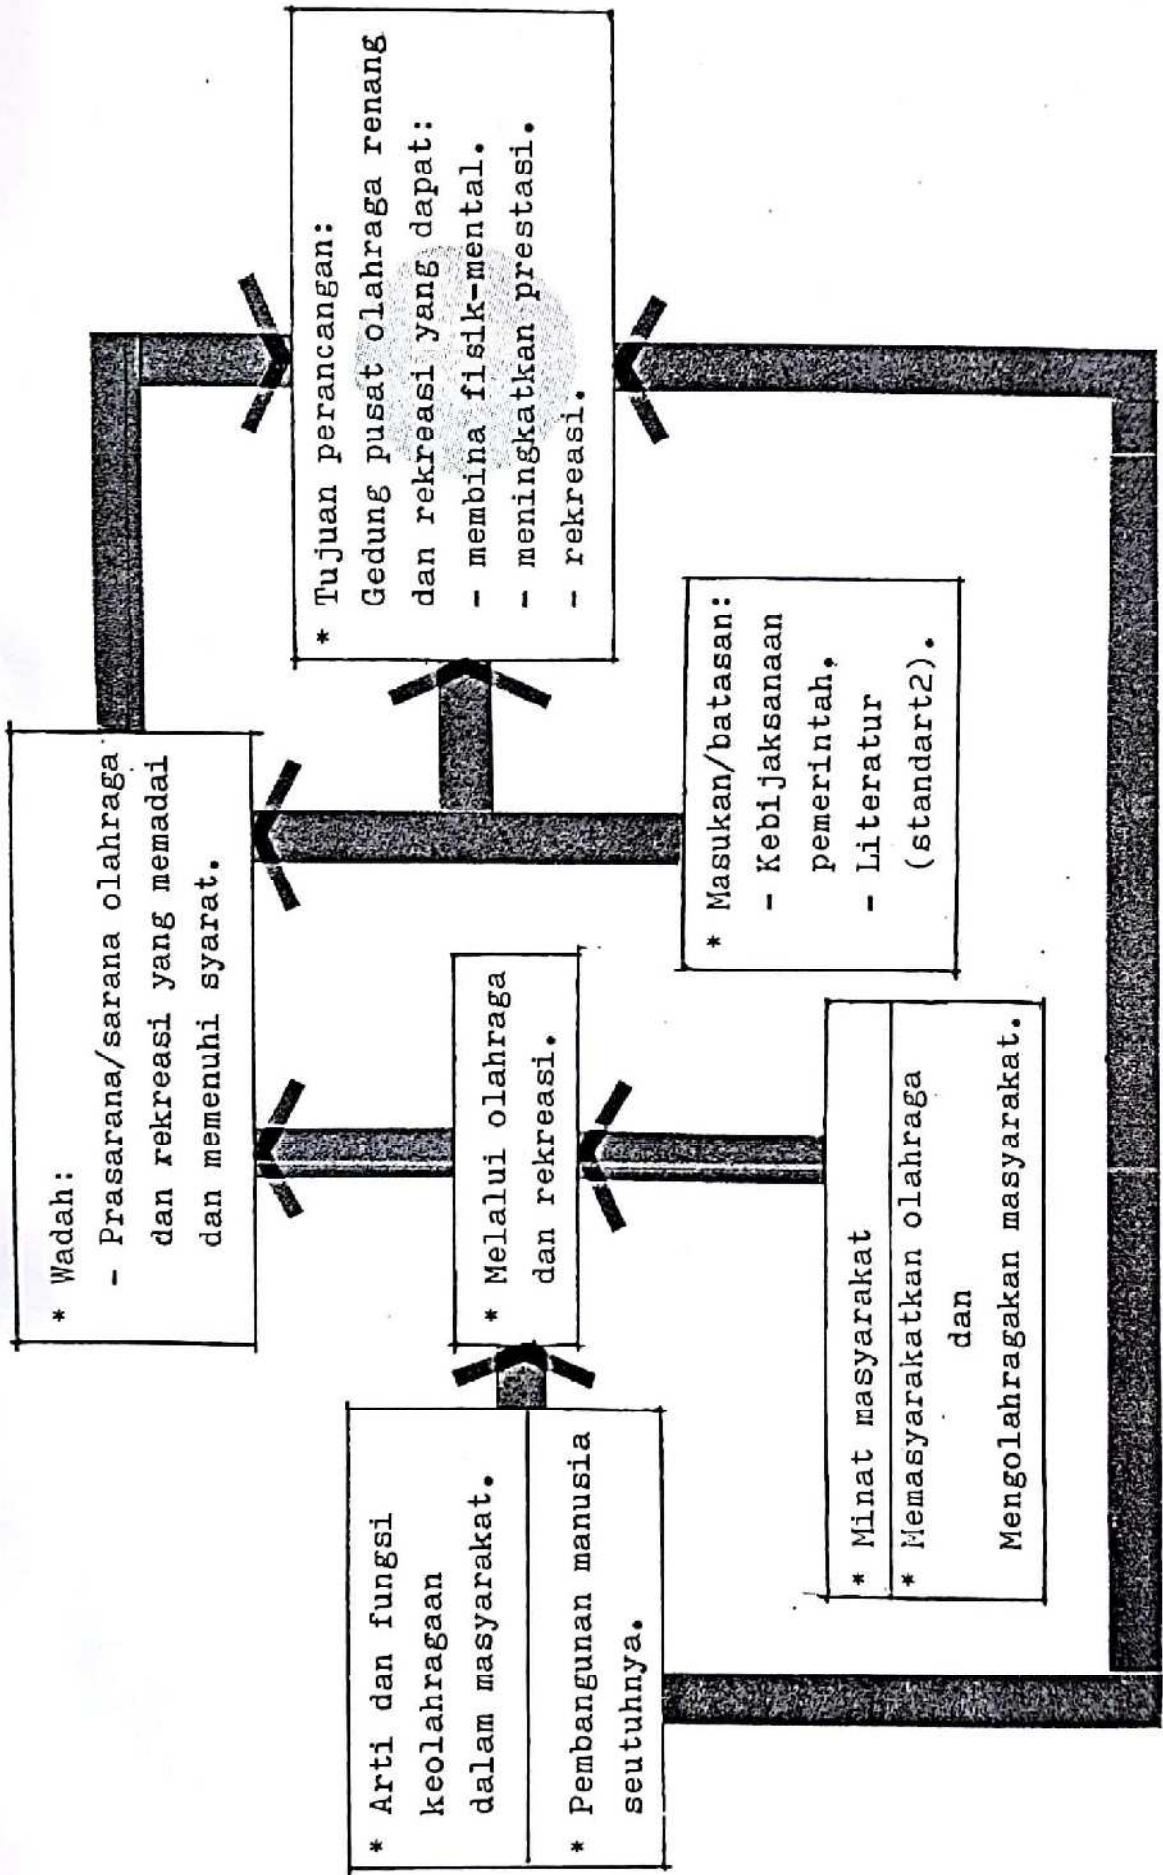 * Wadah:
- Prasarana/sarana olahraga
dan rekreasi yang memadai
dan memenuhi syarat.
* Arti dan fungsi
keolahragaan
dalam masyarakat.
* Pembangunan manusia
seutuhnya.
* Melalui olahraga
dan rekreasi.
* Minat masyarakat
* Memasyarakatkan olahraga
dan
Mengolahragakan masyarakat.
* Masukan/batasan:
- Kebijaksanaan
pemerintah.
- Literatur
(standart2).
* Tujuan perancangan:
Gedung pusat olahraga renang
dan rekreasi yang dapat:
- membina fisik-mental.
- meningkatkan prestasi.
- rekreasi.